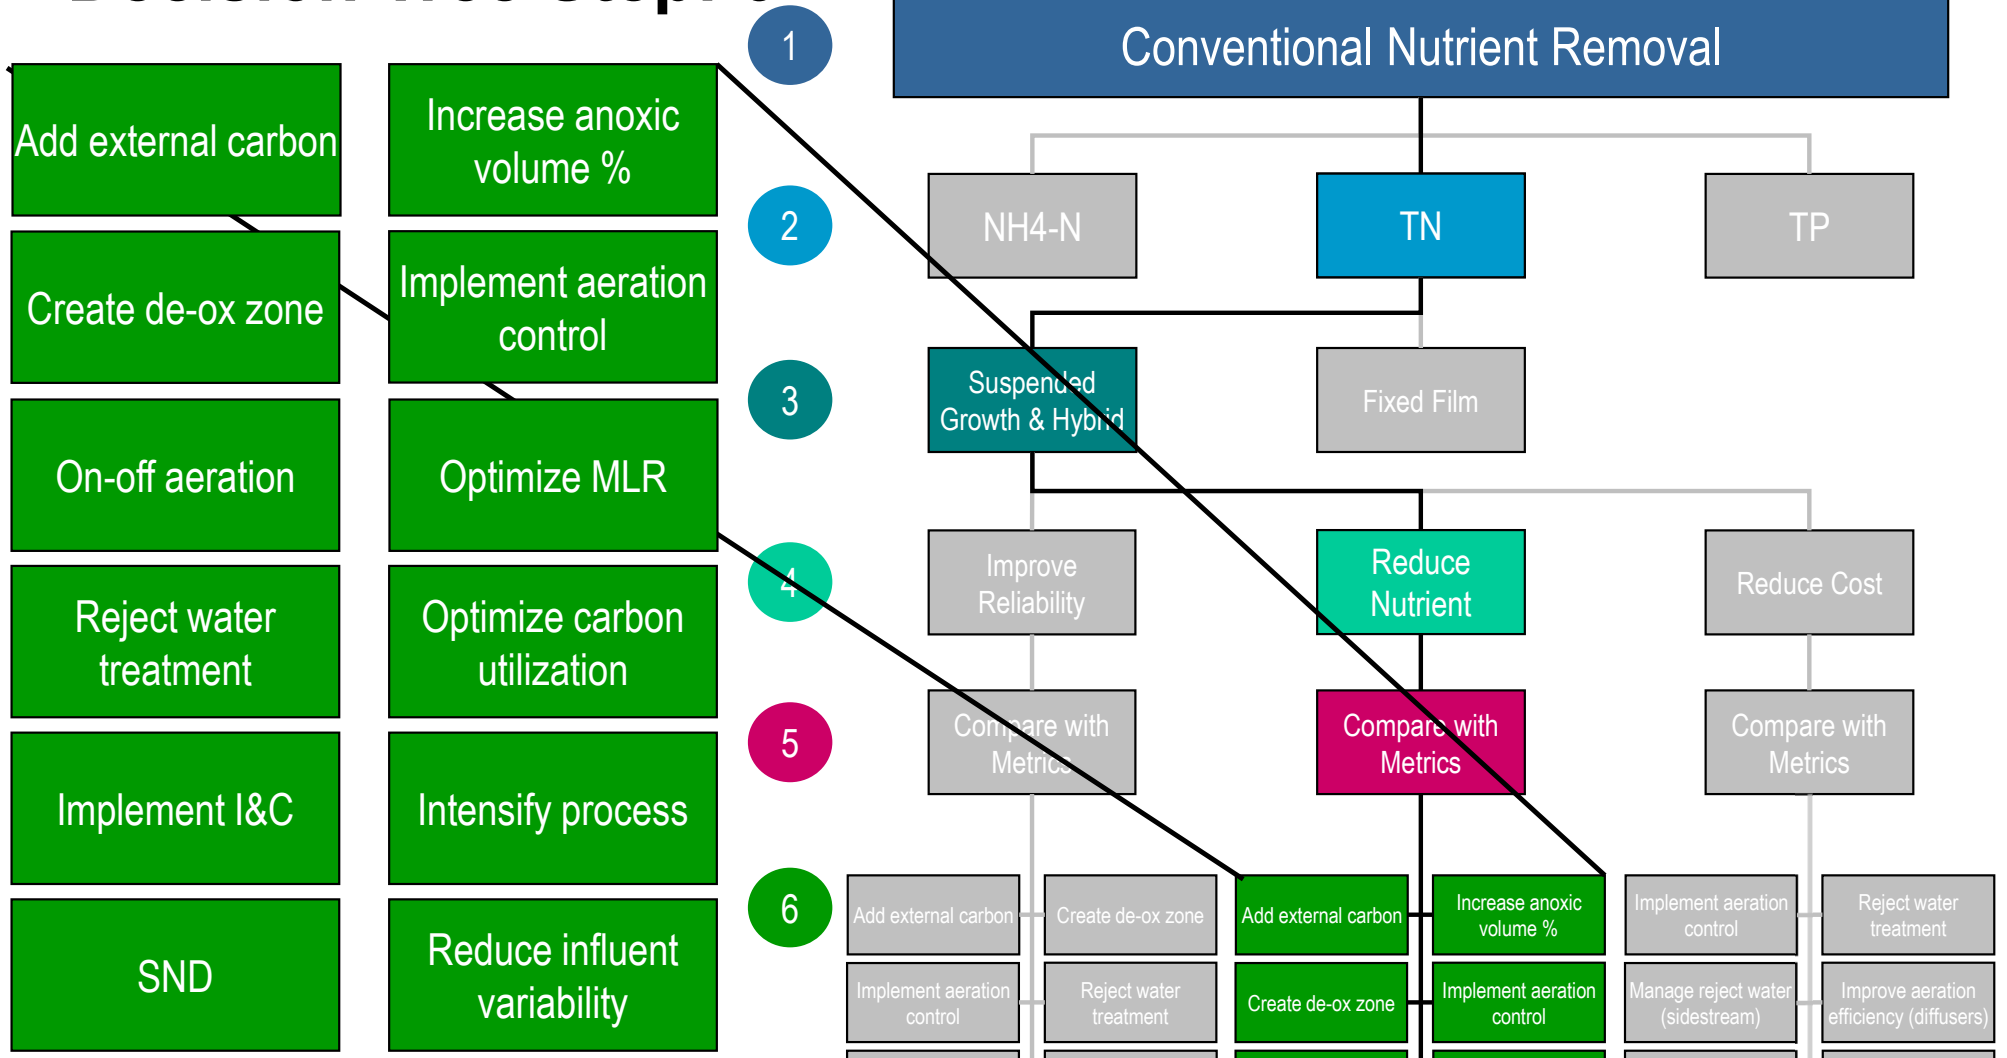 1
Conventional Nutrient Removal
Add external carbon
Increase anoxic
volume %
2
NH4-N
TN
TP
Create de-ox zone
Implement aeration
control
3
Suspended
Growth & Hybrid
Fixed Film
On-off aeration
Optimize MLR
4
Improve
Reliability
Reduce
Nutrient
Reduce Cost
Reject water
treatment
Optimize carbon
utilization
5
Compare with
Metrics
Compare with
Metrics
Compare with
Metrics
Implement I&C
Intensify process
6
Add external carbon
Create de-ox zone
Add external carbon
Increase anoxic
volume %
Implement aeration
control
Reject water
treatment
SND
Reduce influent
variability
Implement aeration
control
Reject water
treatment
Create de-ox zone
Implement aeration
control
Manage reject water
(sidestream)
Improve aeration
efficiency (diffusers)